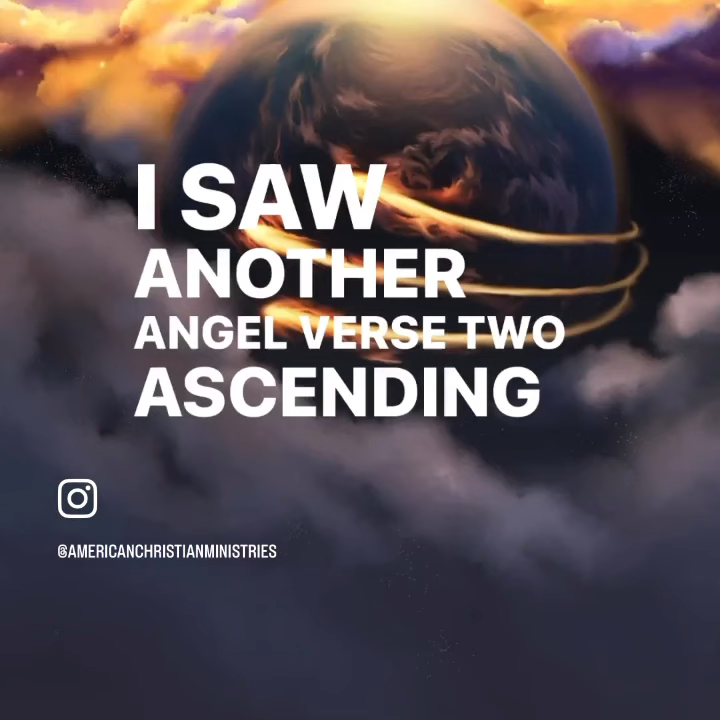 I SAW
ANOTHER
ANGEL VERSE TWO
ASCENDING
@AMERICANCHRISTIANMINISTRIES